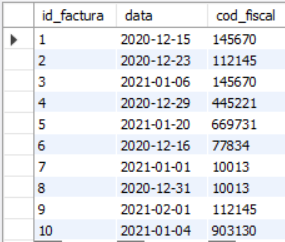 id_factura data cod_fiscal
1 2020-12-15 145670
2 2020-12-23 112145
3 2021-01-06 145670
4 2020-12-29 445221
5 2021-01-20 669731
6 2020-12-16 77834
7 2021-01-01 10013
8 2020-12-31 10013
9 2021-02-01 112145
10 2021-01-04 903130